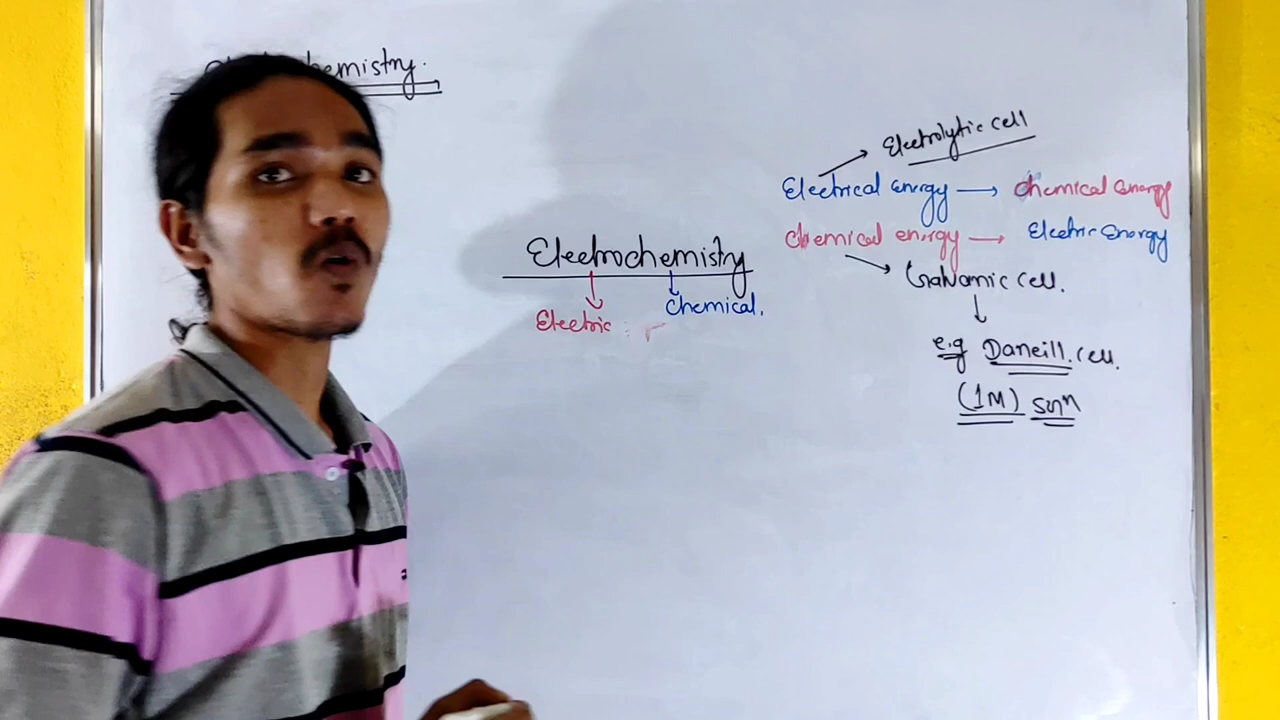 emistry.
Electrochemistry
Electric
Chemical.
Electrolytic cell
Electrical energy → chemical energy
chemical energy → Electric Energy
Galvanic cell.
↓
e.g Daneill.cell.
(1M) solⁿ